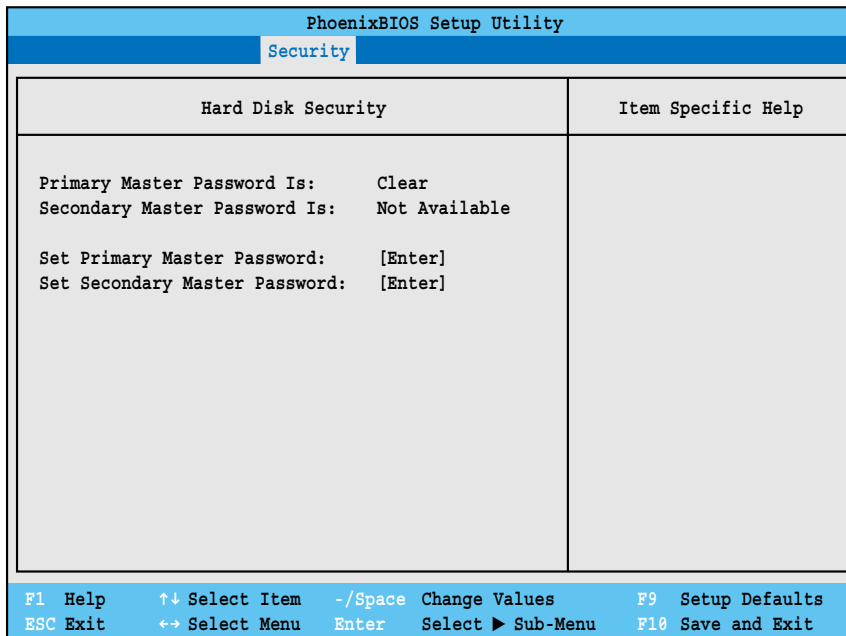 PhoenixBIOS Setup Utility
Security
Hard Disk Security
Item Specific Help
Primary Master Password Is: Clear
Secondary Master Password Is: Not Available
Set Primary Master Password: [Enter]
Set Secondary Master Password: [Enter]
F1 Help ↑↓ Select Item -/Space Change Values F9 Setup Defaults
ESC Exit ←→ Select Menu Enter Select ▶ Sub-Menu F10 Save and Exit